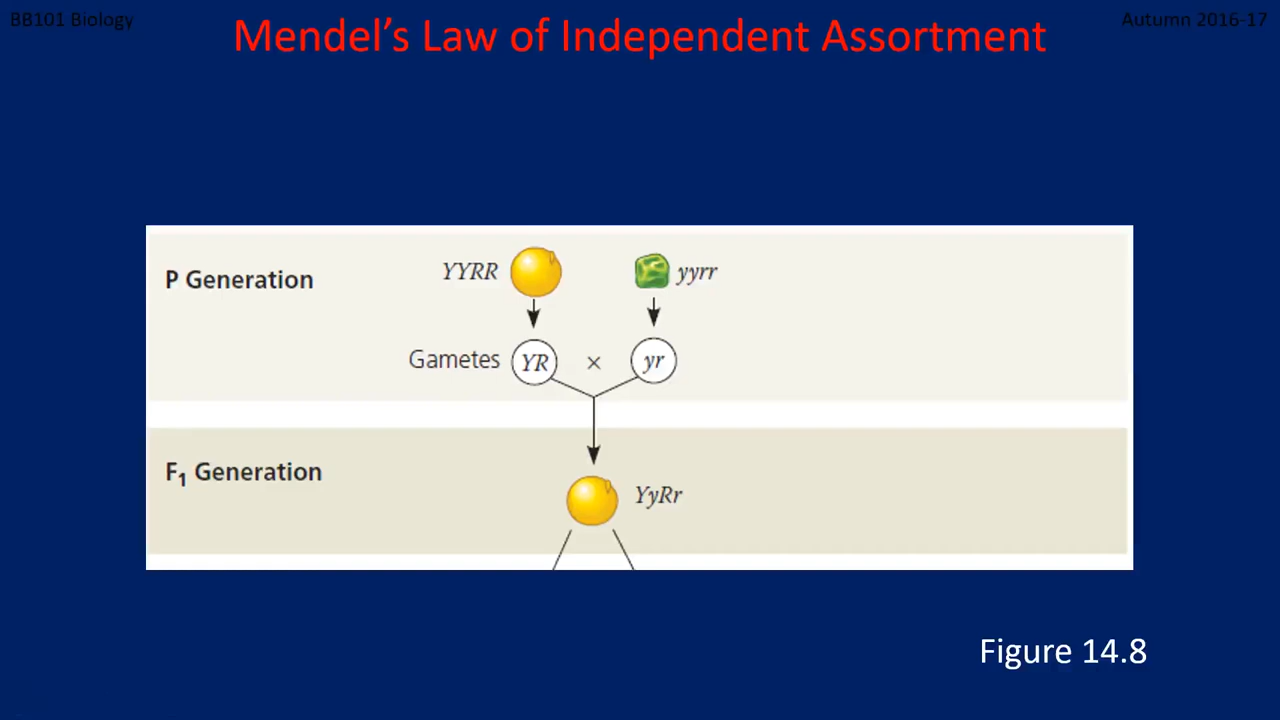 BB101 Biology
Autumn 2016-17
Mendel’s Law of Independent Assortment
P Generation
YYRR
yyrr
Gametes YR × yr
F₁ Generation
YyRr
Figure 14.8